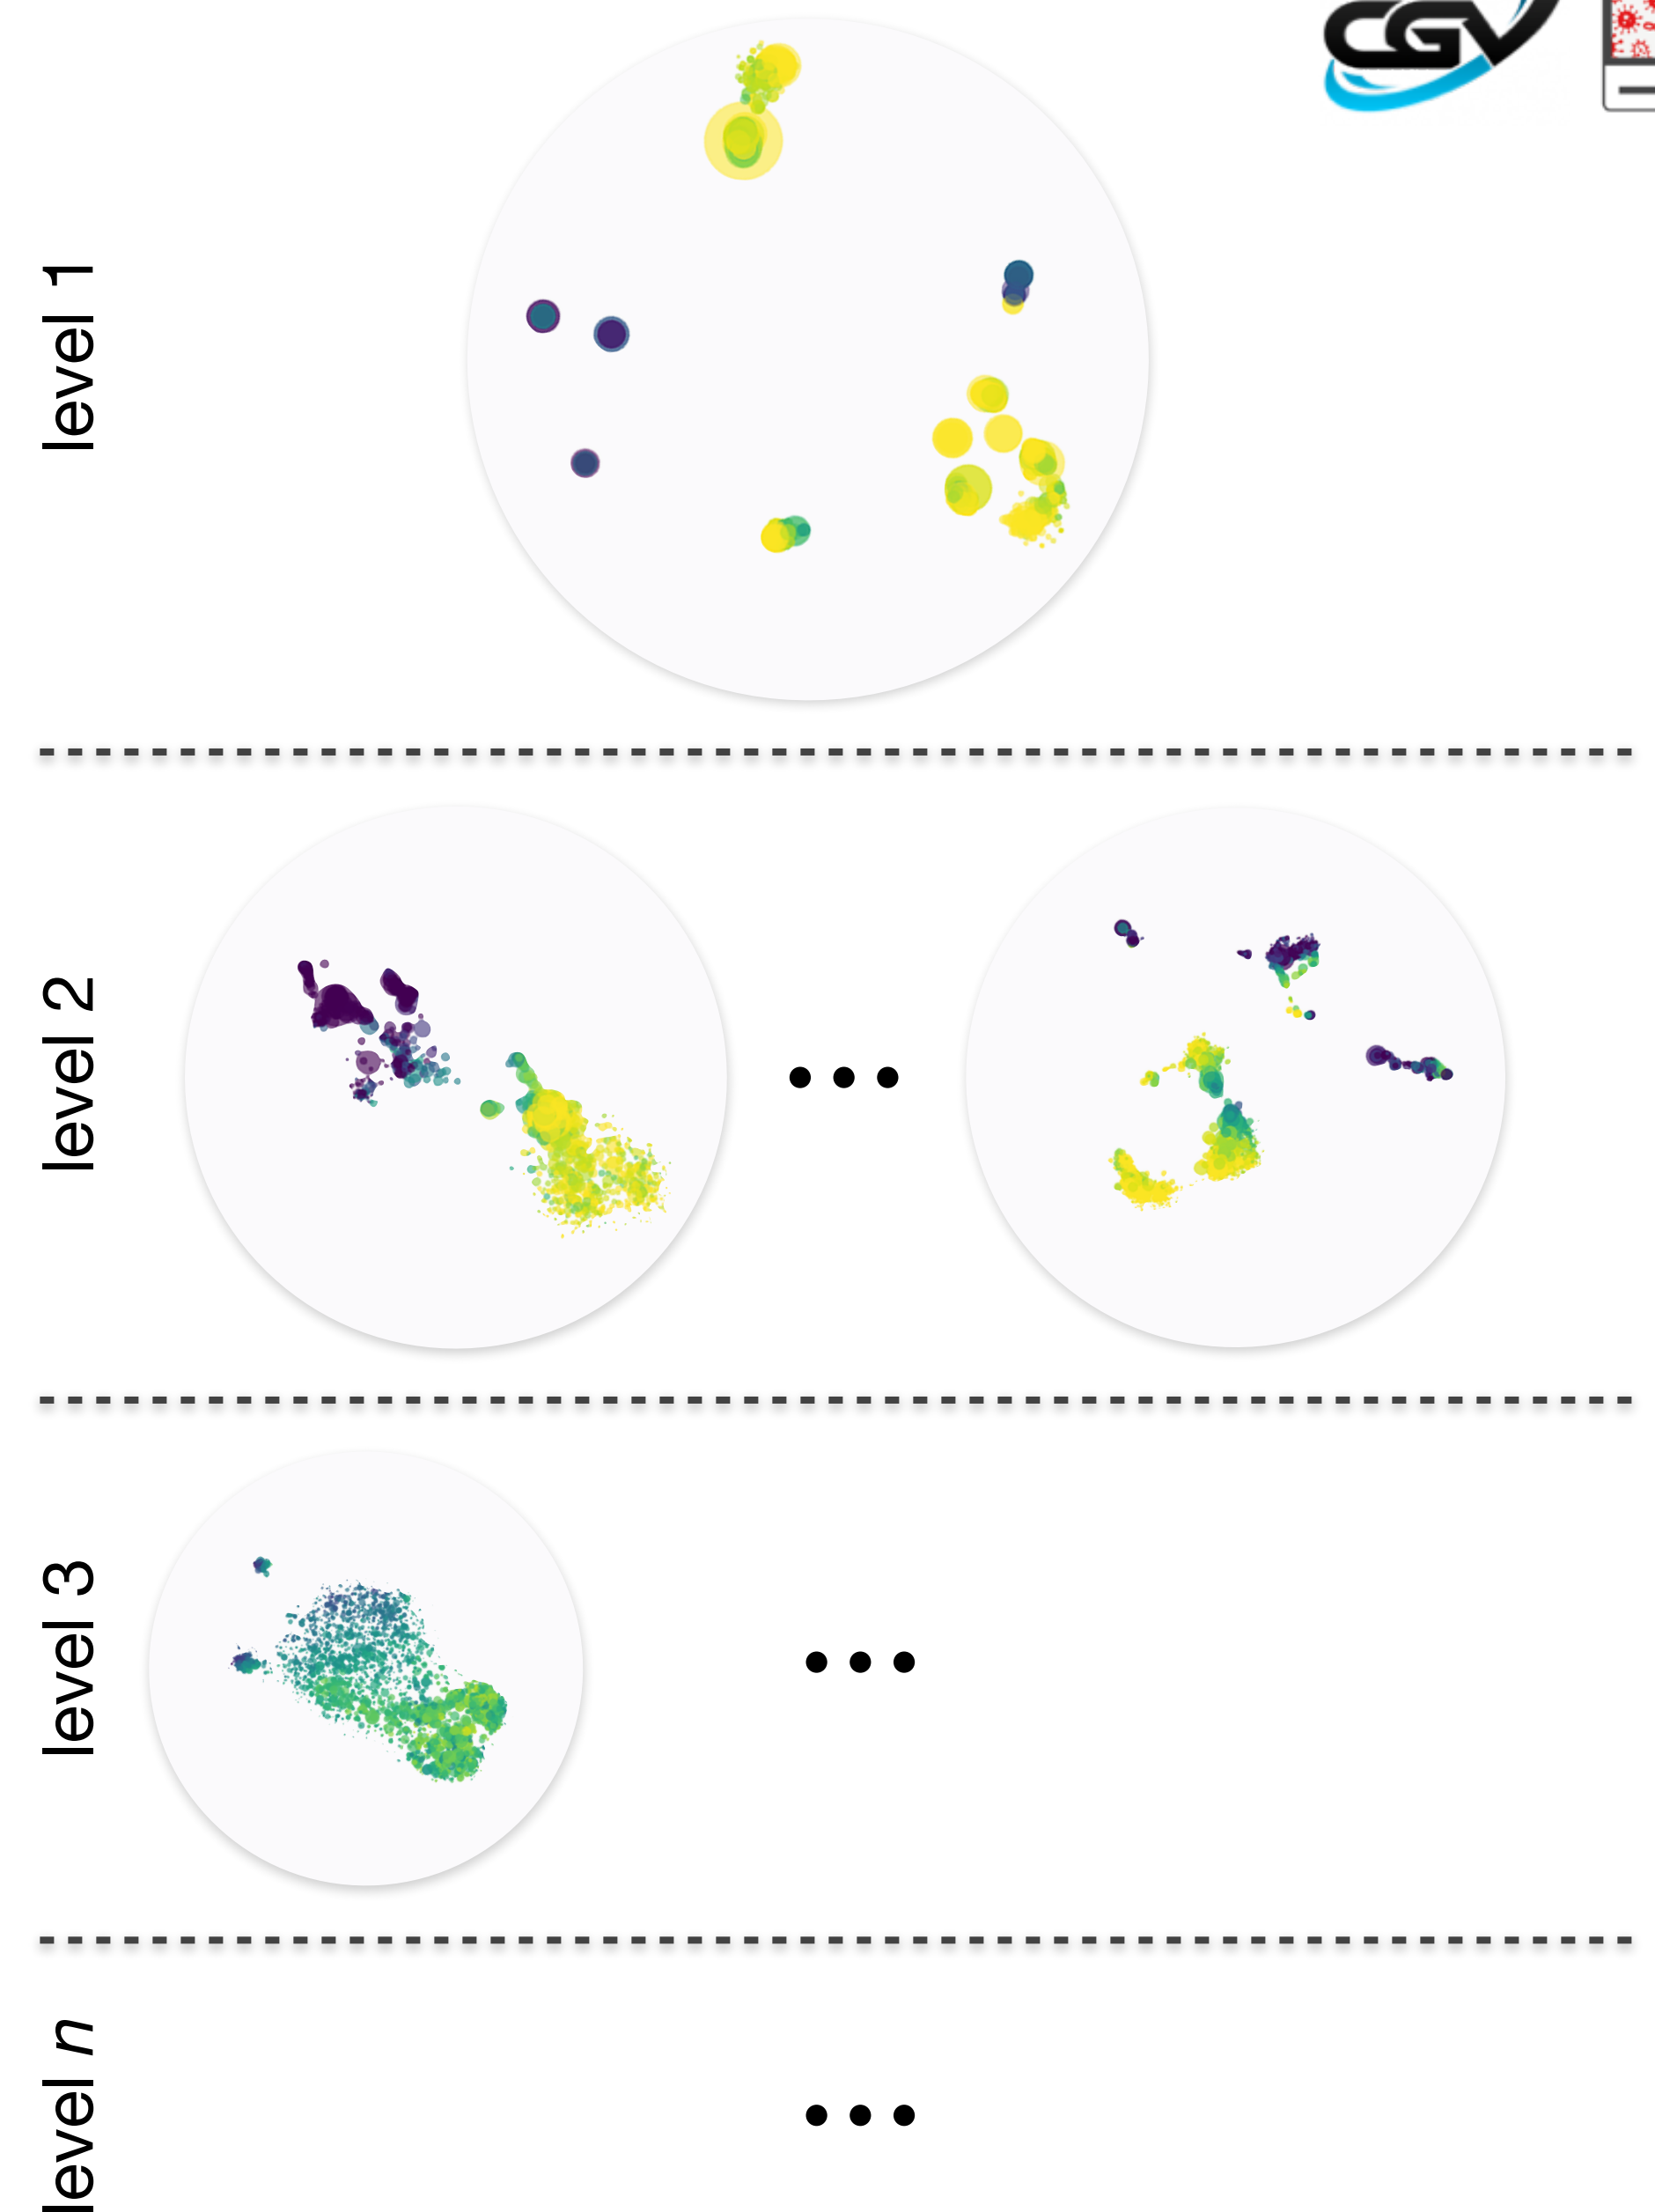 CGV
level 1
level 2
• • •
level 3
• • •
level n
• • •